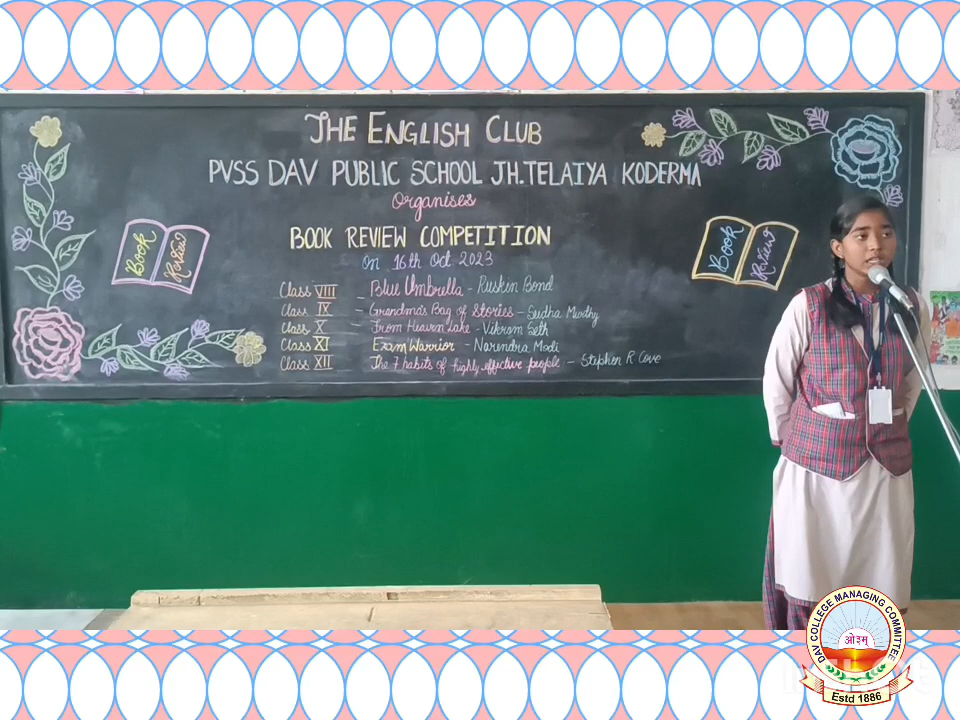 THE ENGLISH CLUB
PVSS DAV PUBLIC SCHOOL JH.TELAIYA KODERMA
Organises
BOOK REVIEW COMPETITION
On 16th Oct 2023
Class VIII - Blue Umbrella - Ruskin Bond
Class IX - Grandma's Bag of Stories - Sudha Murthy
Class X - From Heaven Lake - Vikram Seth
Class XI Exam Warrior - Narendra Modi
Class XII The 7 habits of highly effective people - Stephen R Cove
Book Review
Book Review
DAV COLLEGE MANAGING COMMITTEE
ओ३म्
Estd 1886